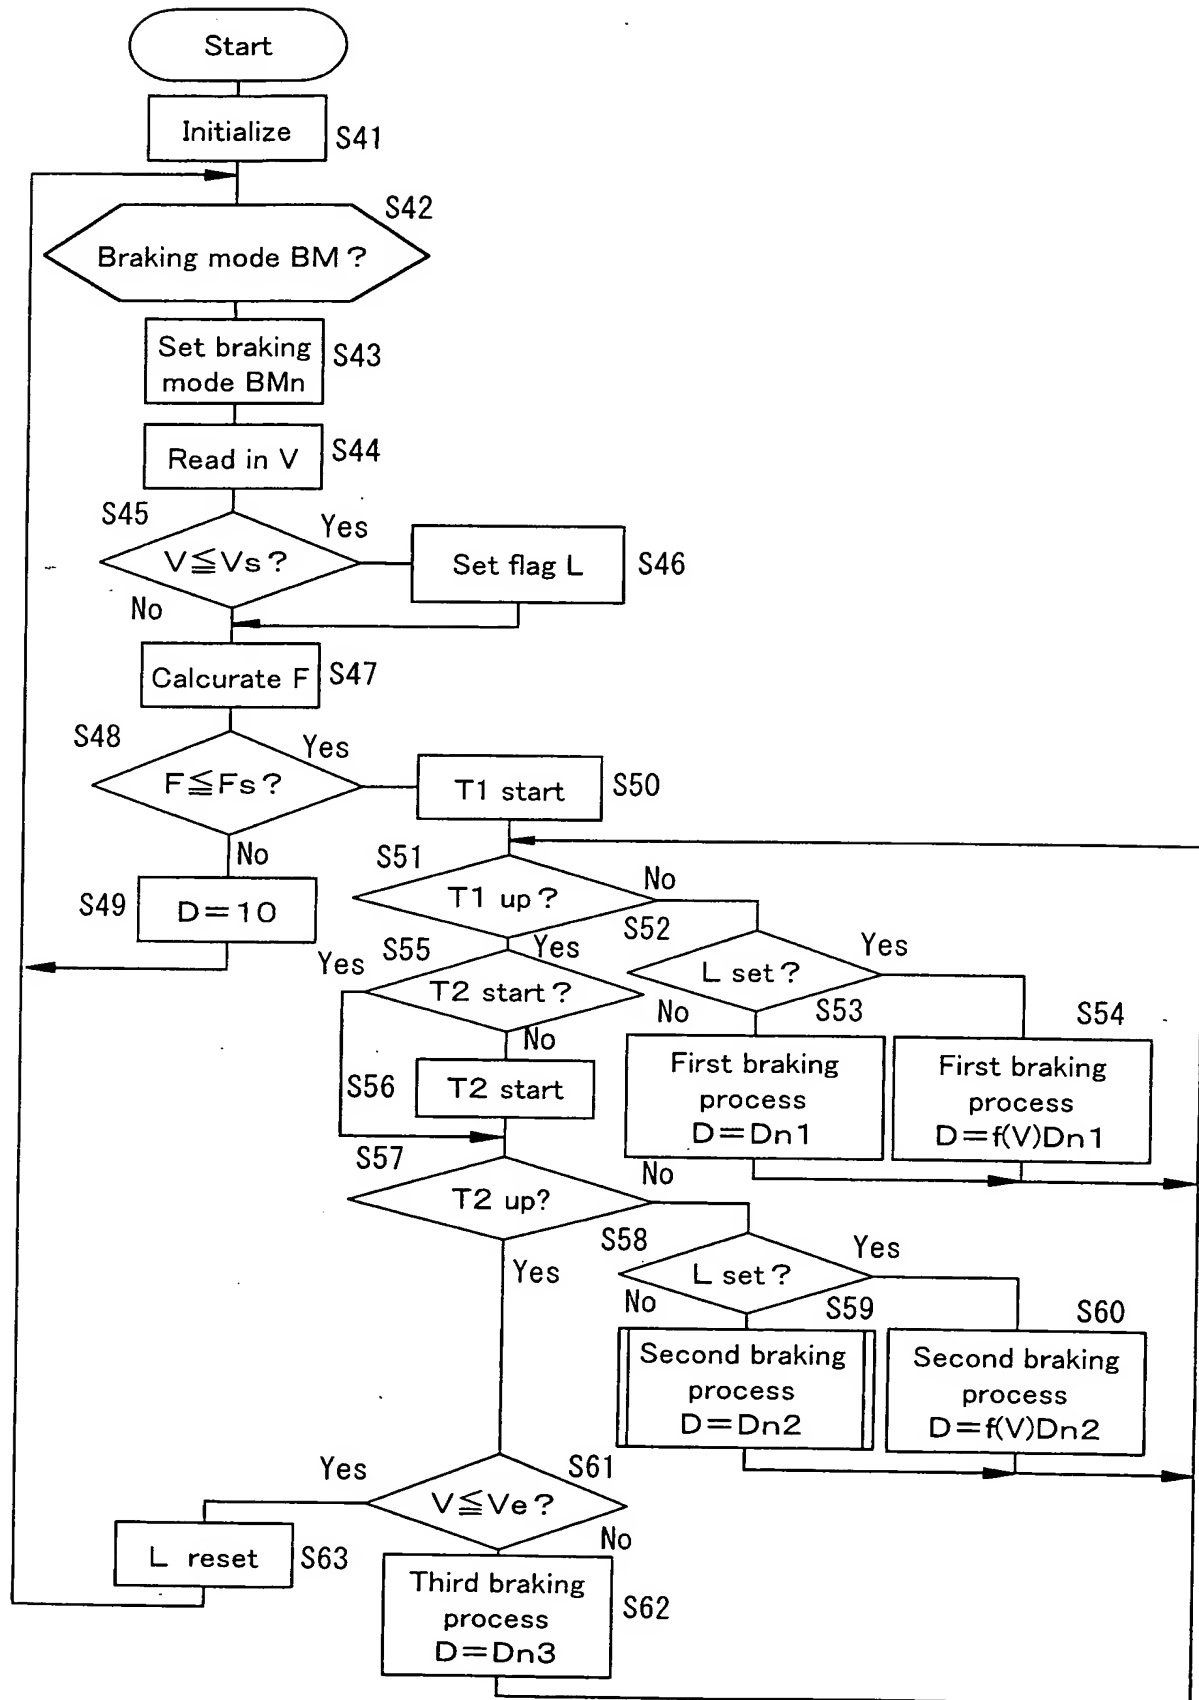 Start
Initialize
S41
S42
Braking mode BM?
Set braking
mode BMn
S43
Read in V
S44
S45
Yes
V≦Vs?
Set flag L
S46
No
Calcurate F
S47
S48
Yes
F≦Fs?
T1 start
S50
No
S51
S49
D=10
T1 up?
No
S52
Yes
S55
Yes
T2 start?
L set?
Yes
No
S53
S54
No
S56
T2 start
First braking
process
D=Dn1
First braking
process
D=f(V)Dn1
S57
No
T2 up?
S58
Yes
Yes
L set?
No
S59
S60
Second braking
process
D=Dn2
Second braking
process
D=f(V)Dn2
Yes
S61
V≦Ve?
No
L reset
S63
Third braking
process
D=Dn3
S62